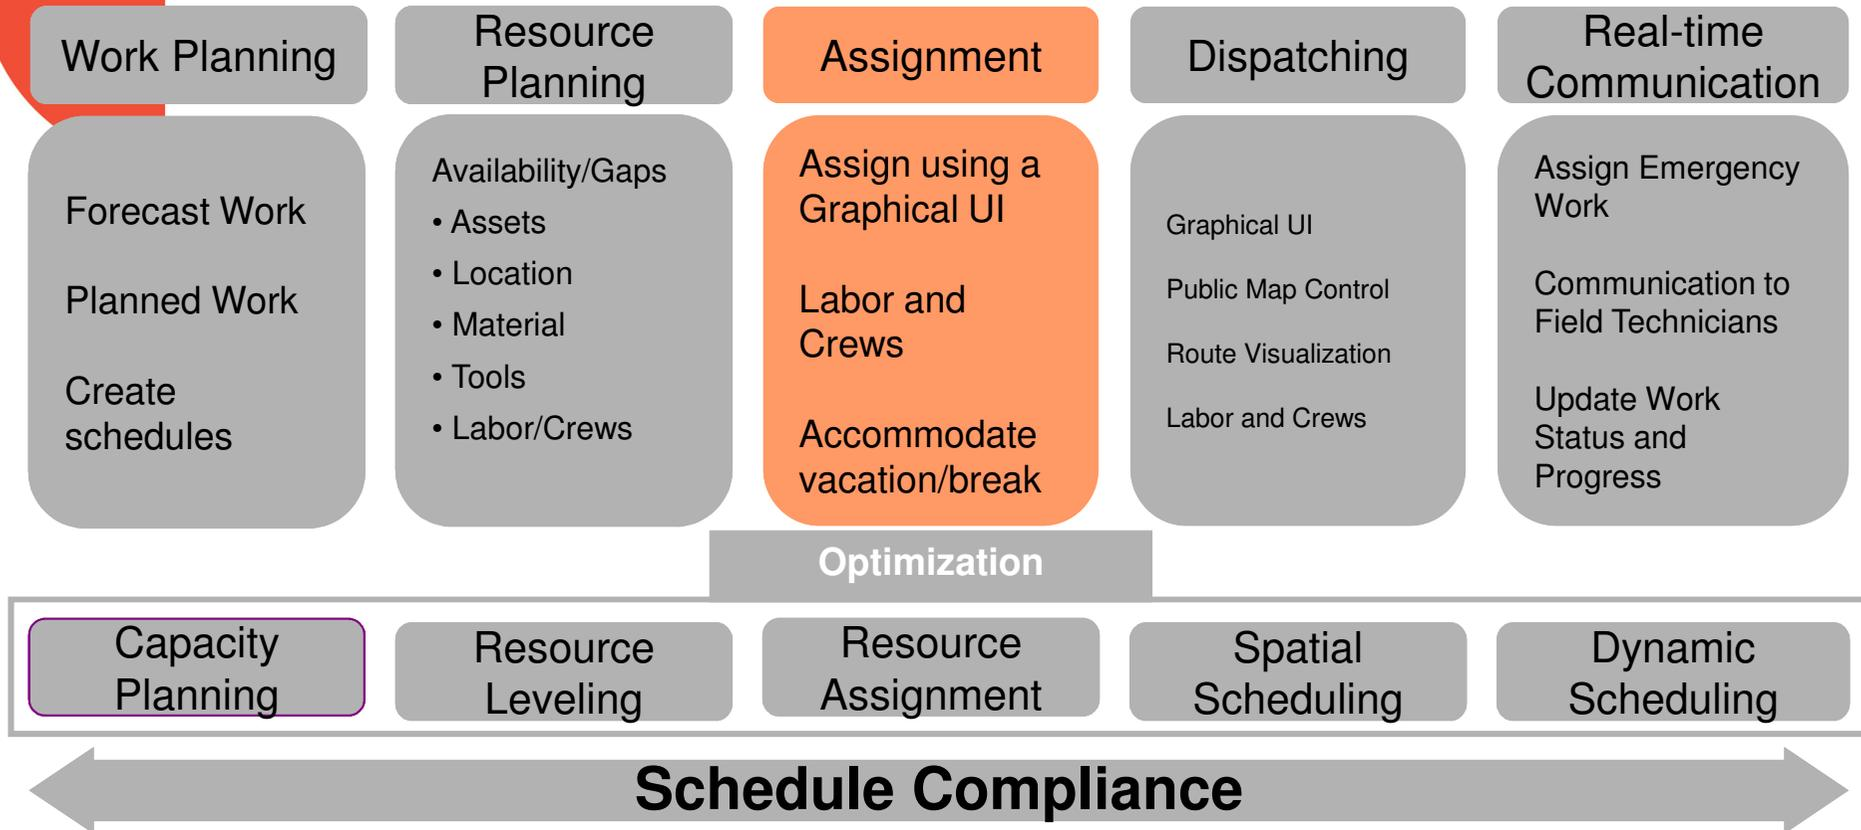 Work Planning
Resource
Planning
Assignment
Dispatching
Real-time
Communication
Forecast Work
Planned Work
Create
schedules
Availability/Gaps
• Assets
• Location
• Material
• Tools
• Labor/Crews
Assign using a
Graphical UI
Labor and
Crews
Accommodate
vacation/break
Graphical UI
Public Map Control
Route Visualization
Labor and Crews
Assign Emergency
Work
Communication to
Field Technicians
Update Work
Status and
Progress
Optimization
Capacity
Planning
Resource
Leveling
Resource
Assignment
Spatial
Scheduling
Dynamic
Scheduling
Schedule Compliance